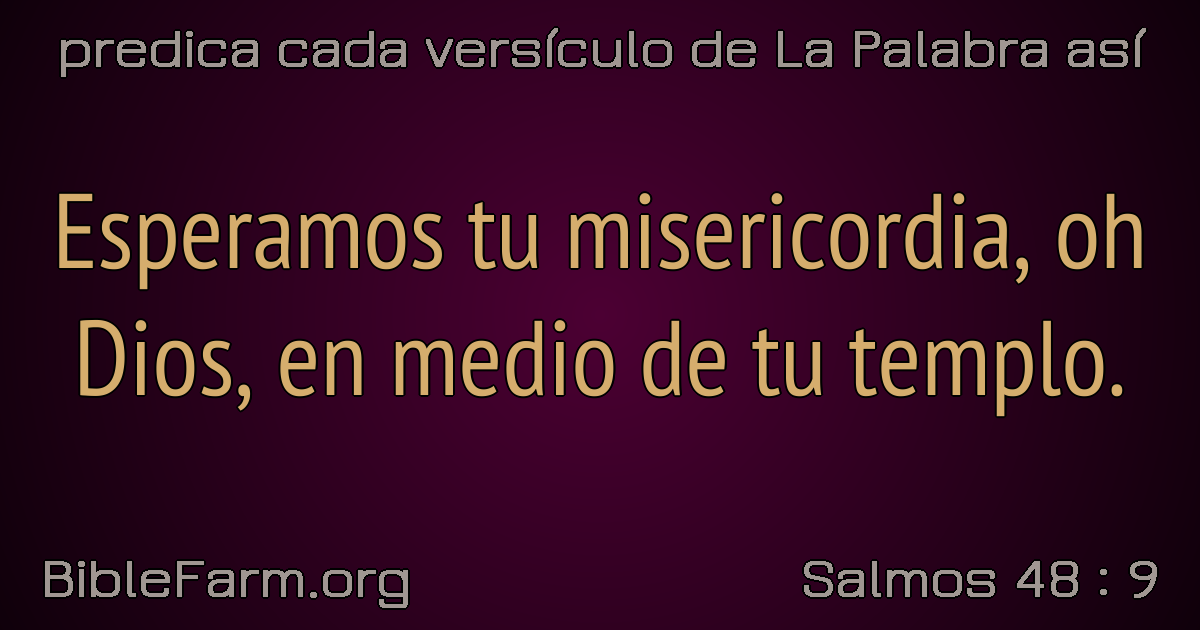 predica cada versículo de La Palabra así
Esperamos tu misericordia, oh
Dios, en medio de tu templo.
BibleFarm.org
Salmos 48 : 9